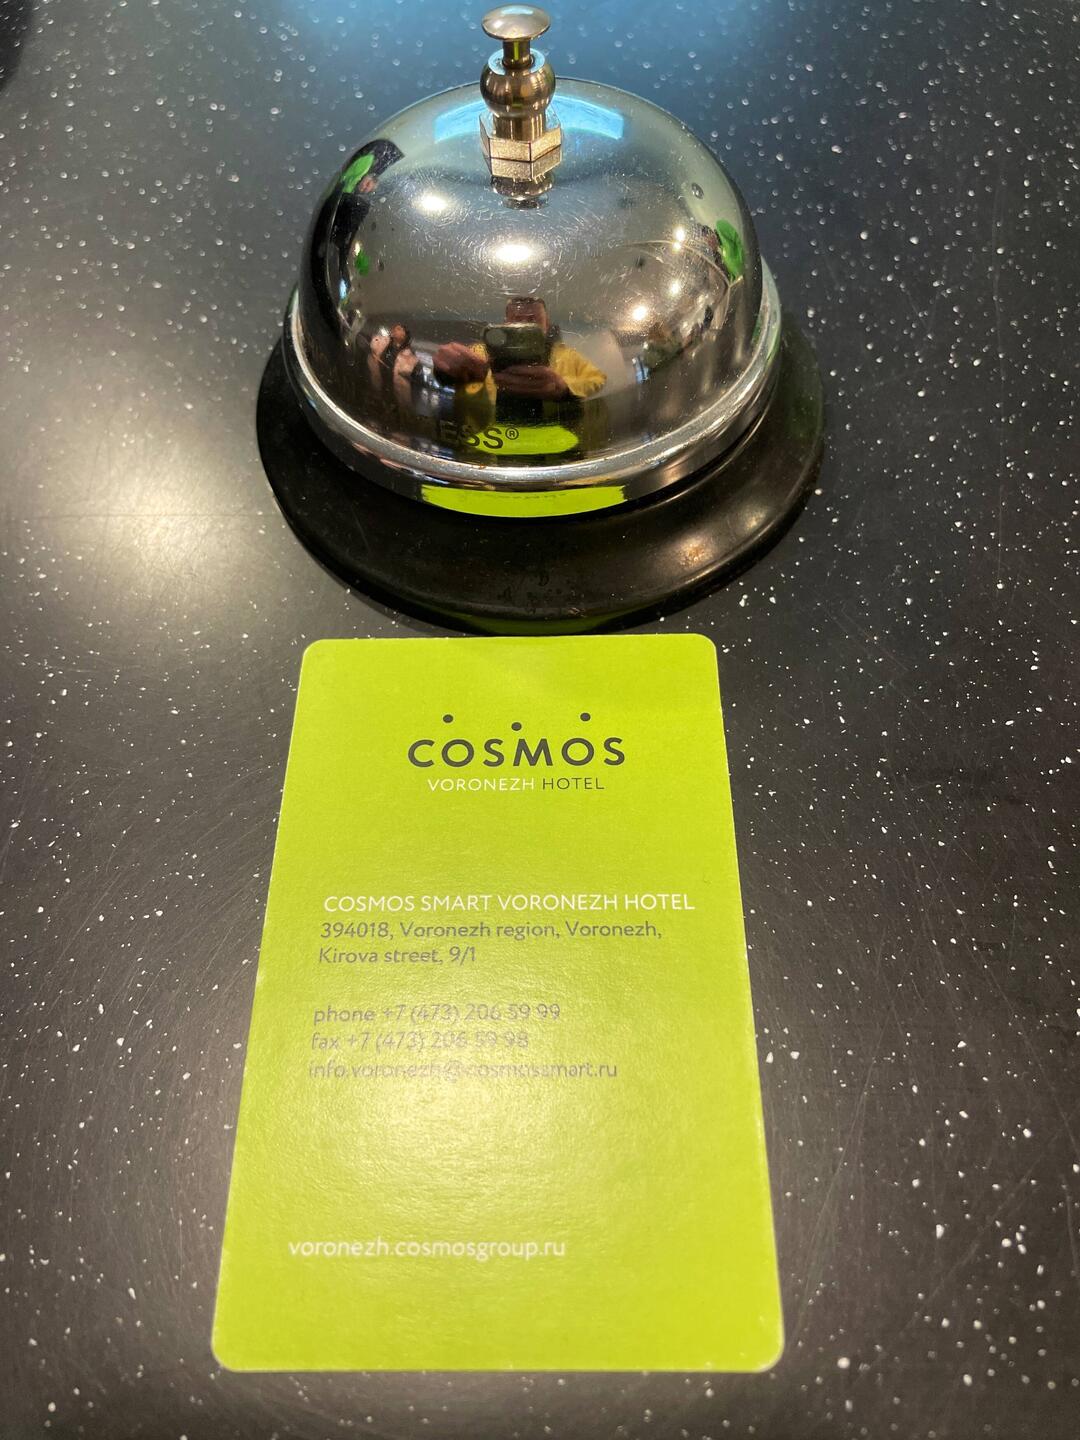 ESS®
COSMOS
VORONEZH HOTEL
COSMOS SMART VORONEZH HOTEL
394018, Voronezh region, Voronezh,
Kirova street, 9/1
phone +7 (473) 206 59 99
fax +7 (473) 206 59 98
info.voronezh@cosmossmart.ru
voronezh.cosmosgroup.ru